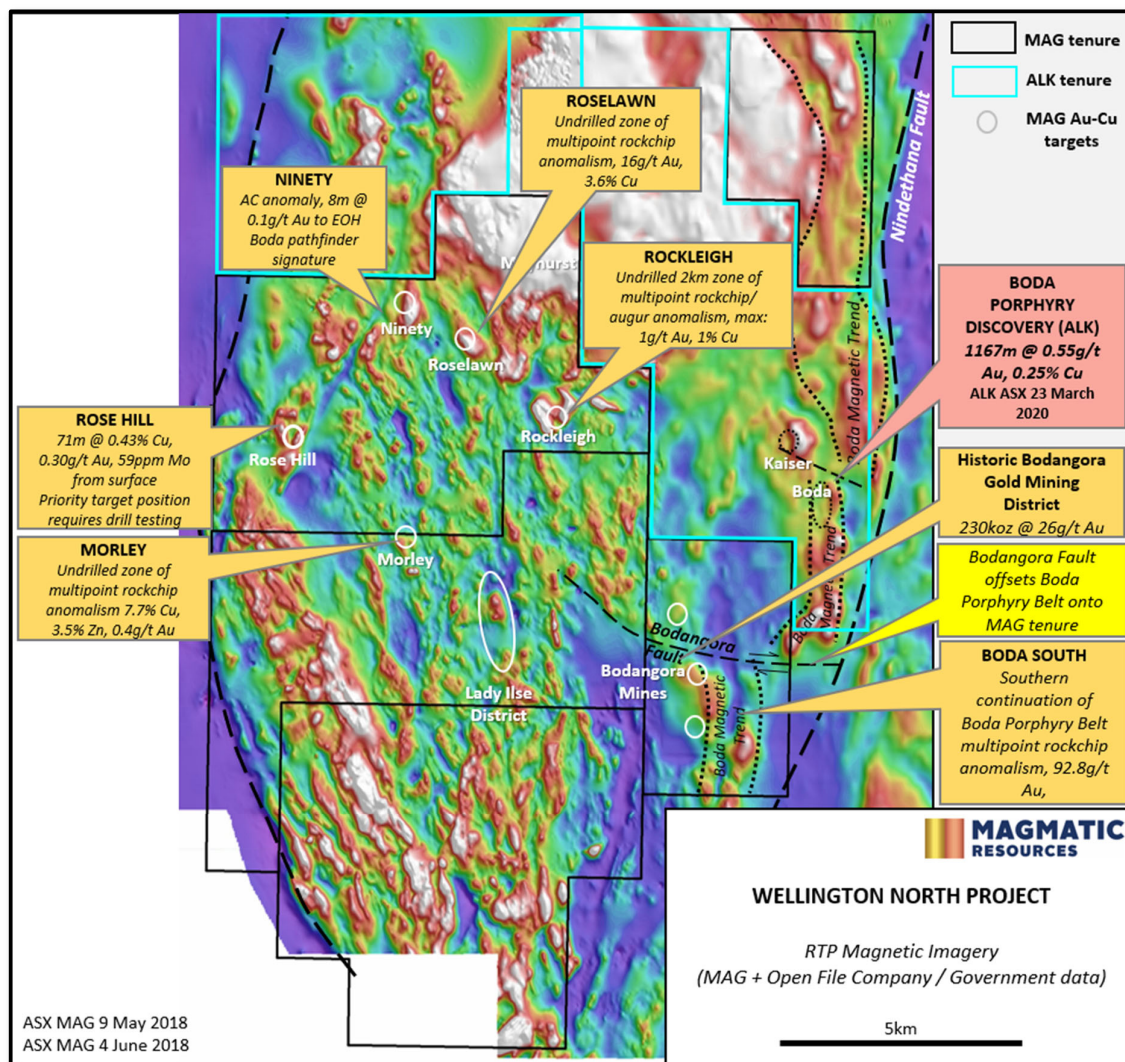 MAG tenure
ALK tenure
MAG Au-Cu
targets
Nindethana Fault
ROSELAWN
Undrilled zone of
multipoint rockchip
anomalism, 16g/t Au,
3.6% Cu
NINETY
AC anomaly, 8m @
0.1g/t Au to EOH
Boda pathfinder
signature
ROCKLEIGH
Undrilled 2km zone of
multipoint rockchip/
augur anomalism, max:
1g/t Au, 1% Cu
Ninety
Roselawn
Rockleigh
BODA
PORPHYRY
DISCOVERY (ALK)
1167m @ 0.55g/t
Au, 0.25% Cu
ALK ASX 23 March
2020
Boda Magnetic Trend
ROSE HILL
71m @ 0.43% Cu,
0.30g/t Au, 59ppm Mo
from surface
Priority target position
requires drill testing
Rose Hill
Kaiser
Boda
Historic Bodangora
Gold Mining
District
230koz @ 26g/t Au
MORLEY
Undrilled zone of
multipoint rockchip
anomalism 7.7% Cu,
3.5% Zn, 0.4g/t Au
Morley
Boda Magnetic Trend
Bodangora Fault
offsets Boda
Porphyry Belt onto
MAG tenure
Bodangora
Fault
Bodangora
Mines
Lady Ilse
District
Boda Magnetic
Trend
BODA SOUTH
Southern
continuation of
Boda Porphyry Belt
multipoint rockchip
anomalism, 92.8g/t
Au,
MAGMATIC
RESOURCES
WELLINGTON NORTH PROJECT
RTP Magnetic Imagery
(MAG + Open File Company / Government data)
5km
ASX MAG 9 May 2018
ASX MAG 4 June 2018